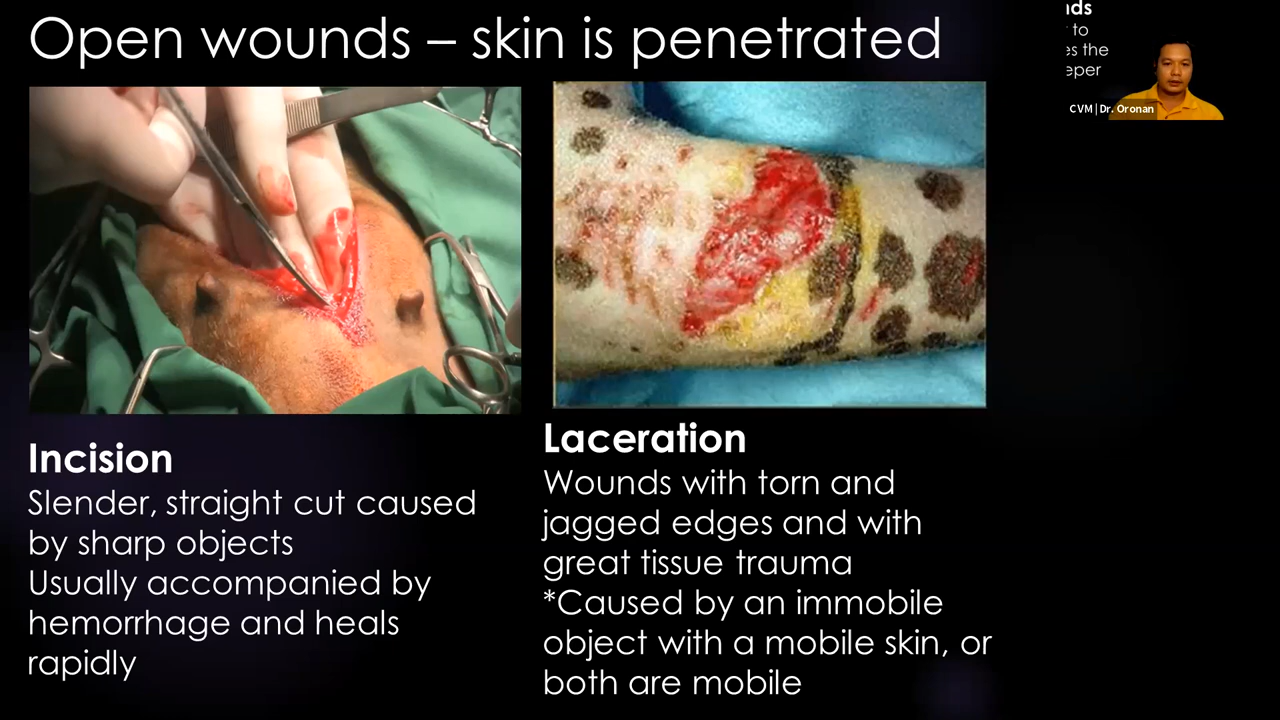 Open wounds – skin is penetrated
Incision
Slender, straight cut caused
by sharp objects
Usually accompanied by
hemorrhage and heals
rapidly
Laceration
Wounds with torn and
jagged edges and with
great tissue trauma
*Caused by an immobile
object with a mobile skin, or
both are mobile
nds
to
es the
eper
CVM | Dr. Oronan